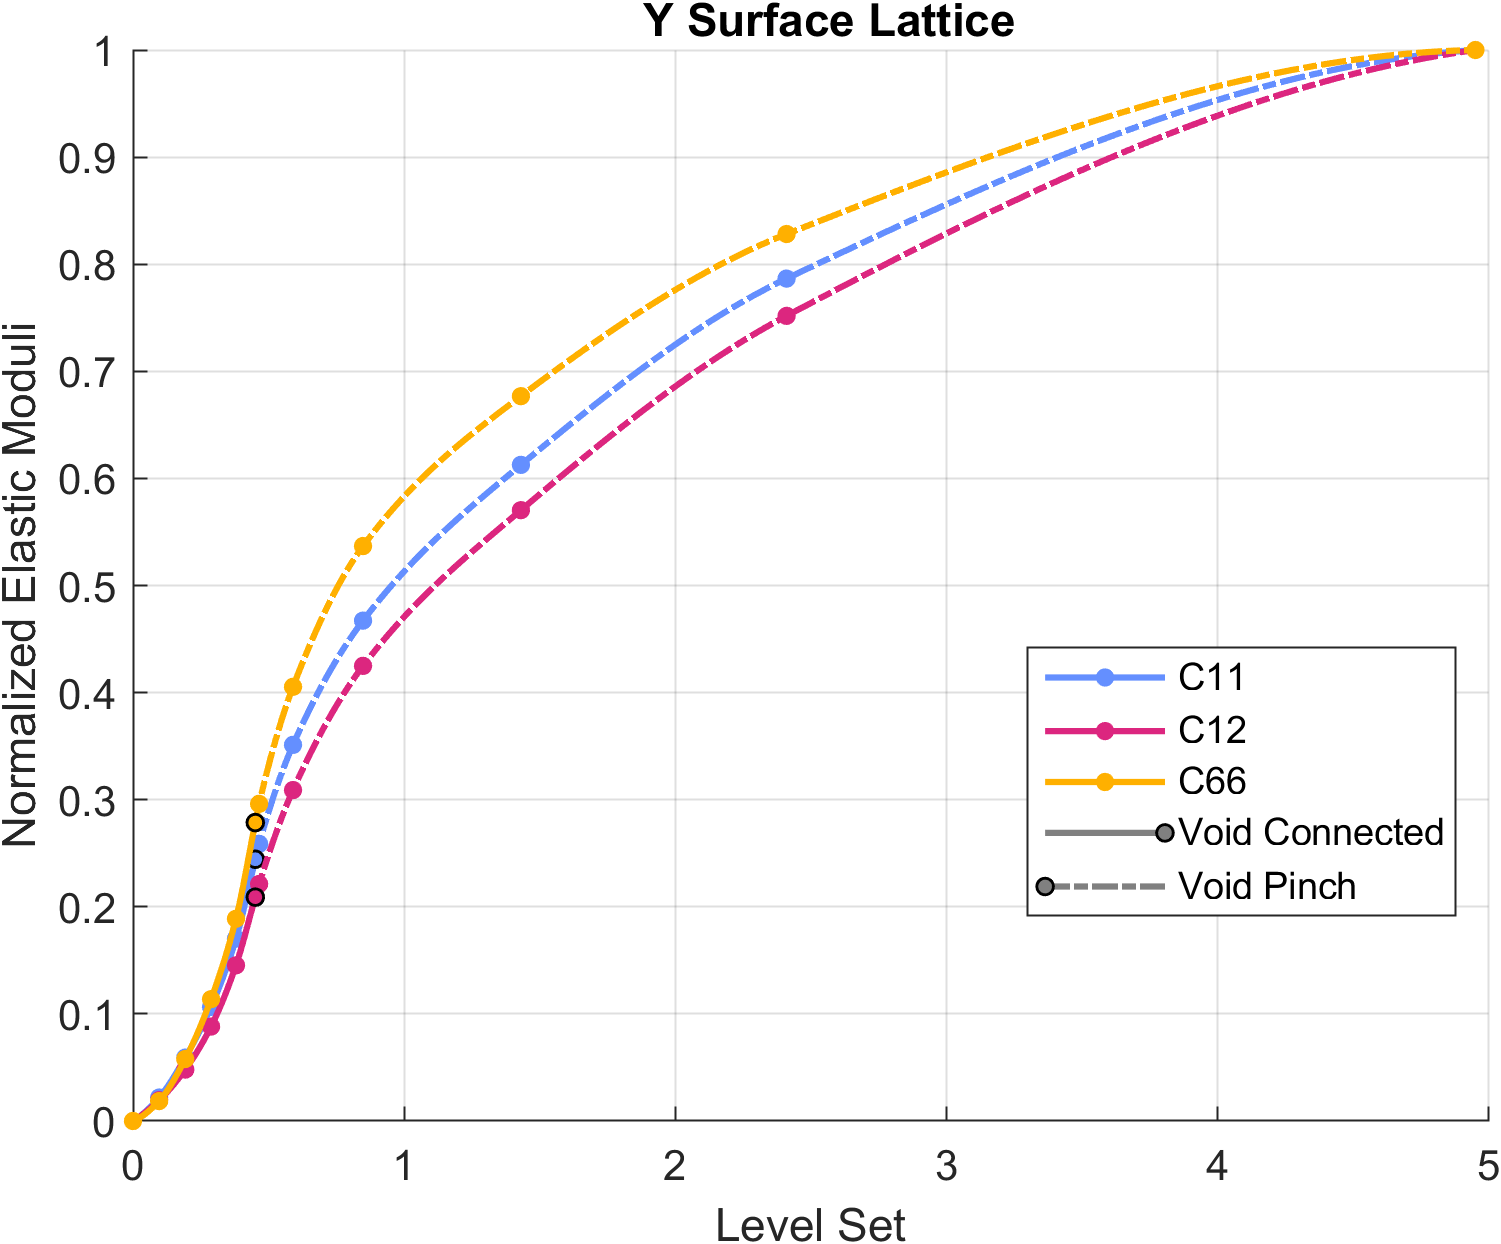 Y Surface Lattice
Normalized Elastic Moduli
1
0.9
0.8
0.7
0.6
0.5
0.4
0.3
0.2
0.1
0
C11
C12
C66
Void Connected
Void Pinch
0 1 2 3 4 5
Level Set